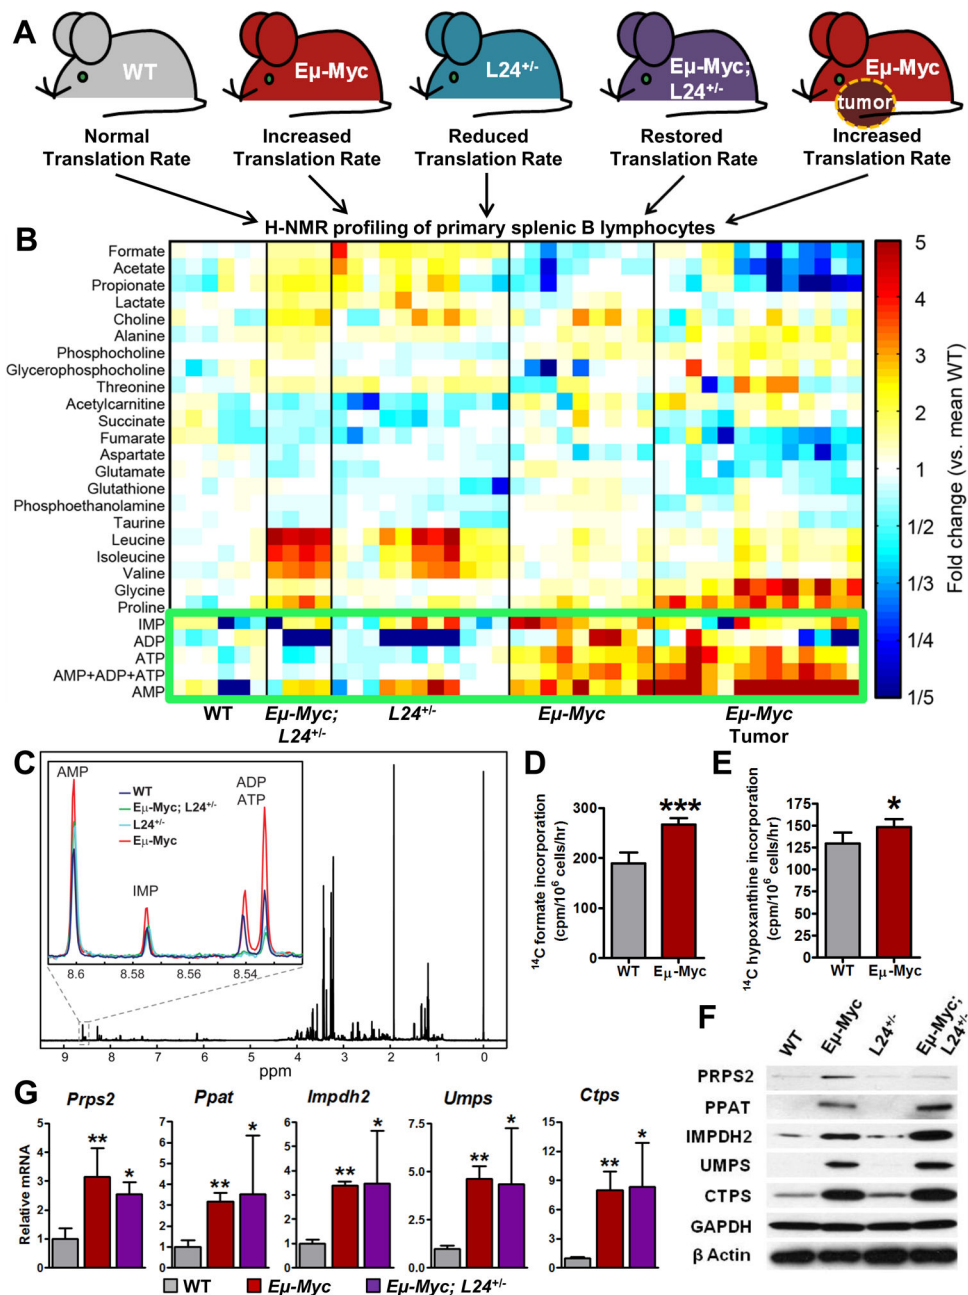 A
WT
Eμ-Myc
L24+/-
Eμ-Myc;
L24+/-
Eμ-Myc
tumor
Normal
Translation Rate
Increased
Translation Rate
Reduced
Translation Rate
Restored
Translation Rate
Increased
Translation Rate
H-NMR profiling of primary splenic B lymphocytes
B
Formate
Acetate
Propionate
Lactate
Choline
Alanine
Phosphocholine
Glycerophosphocholine
Threonine
Acetylcarnitine
Succinate
Fumarate
Aspartate
Glutamate
Glutathione
Phosphoethanolamine
Taurine
Leucine
Isoleucine
Valine
Glycine
Proline
IMP
ADP
ATP
AMP+ADP+ATP
AMP
WT
Eμ-Myc;
L24+/-
L24+/-
Eμ-Myc
Eμ-Myc
Tumor
5
4
3
2
1
1/2
1/3
1/4
1/5
Fold change (vs. mean WT)
C
AMP
IMP
ADP
ATP
WT
Eμ-Myc; L24+/-
L24+/-
Eμ-Myc
8.6
8.58
8.56
8.54
9
8
7
6
5
4
3
2
1
0
ppm
D
14C formate incorporation
(cpm/10^6 cells/hr)
300
200
100
0
***
WT
Eμ-Myc
E
14C hypoxanthine incorporation
(cpm/10^6 cells/hr)
175
150
125
100
75
50
25
0
*
WT
Eμ-Myc
F
WT
Eμ-Myc
L24+/-
Eμ-Myc;
L24+/-
PRPS2
PPAT
IMPDH2
UMPS
CTPS
GAPDH
β Actin
G
Relative mRNA
Prps2
5
4
3
2
1
0
**
*
Ppat
7
6
5
4
3
2
1
0
**
*
Impdh2
6
5
4
3
2
1
0
**
*
Umps
7.5
5.0
2.5
0.0
**
*
Ctps
15
10
5
0
**
*
WT
Eμ-Myc
Eμ-Myc; L24+/-